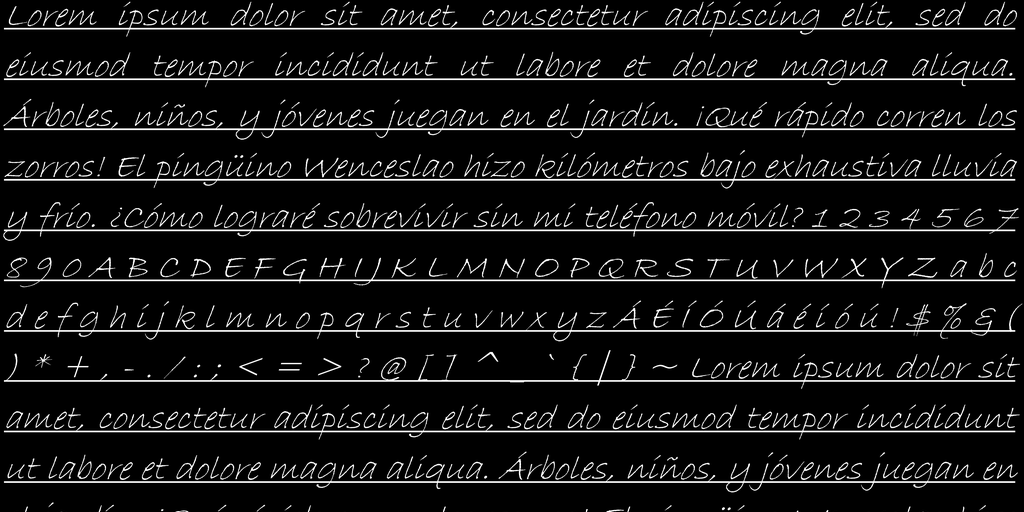 Lorem ipsum dolor sit amet, consectetur adipiscing elit, sed do
eiusmod tempor incididunt ut labore et dolore magna aliqua.
Árboles, niños, y jóvenes juegan en el jardín. ¡Qué rápido corren los
zorros! El pingüino Wenceslao hizo kilómetros bajo exhaustiva lluvia
y frío. ¿Cómo lograré sobrevivir sin mi teléfono móvil? 1 2 3 4 5 6 7
8 9 0 A B C D E F G H I J K L M N O P Q R S T U V W X Y Z a b c
d e f g h i j k l m n o p q r s t u v w x y z Á É Í Ó Ú á é í ó ú ! $ % & (
) * + , - . / : ; < = > ? @ [ ] ^ _ ` { | } ~ Lorem ipsum dolor sit
amet, consectetur adipiscing elit, sed do eiusmod tempor incididunt
ut labore et dolore magna aliqua. Árboles, niños, y jóvenes juegan en